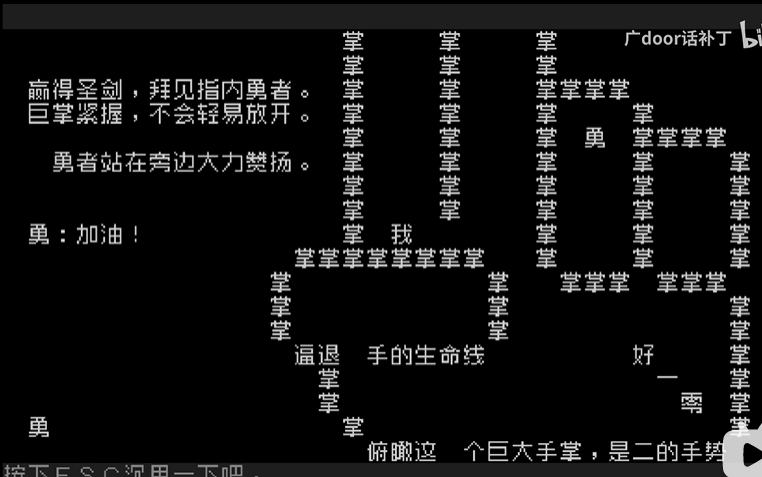 广door话补丁 bi
掌 掌 掌
掌 掌 掌
赢得圣剑，拜见指内勇者。 掌 掌 掌掌掌掌
巨掌紧握，不会轻易放开。 掌 掌 掌 掌
掌 掌 掌 勇 掌掌掌掌
勇者站在旁边大力赞扬。 掌 掌 掌 掌 掌
掌 掌 掌 掌 掌
掌 掌 掌 掌 掌
勇：加油！ 掌 我 掌 掌 掌
掌掌掌掌掌掌掌掌 掌 掌 掌
掌 掌 掌掌掌 掌掌掌
掌 掌 掌
掌 掌 掌
逼退 手的生命线 好 掌
掌 一 掌
掌 零 掌
勇 掌 掌
俯瞰这 个巨大手掌，是二的手势
按下ESC沉思一下吧。